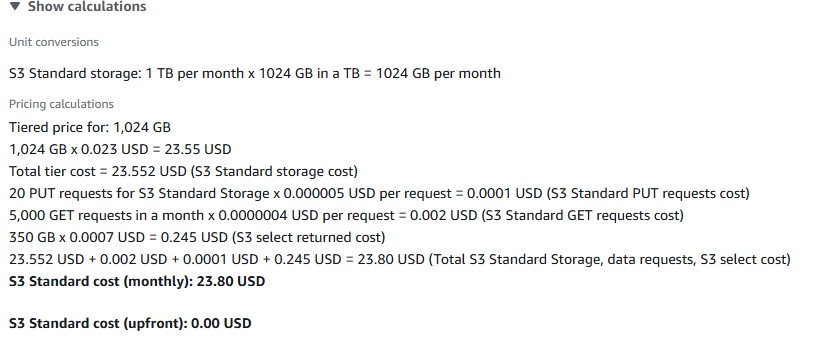 ▼ Show calculations
Unit conversions
S3 Standard storage: 1 TB per month x 1024 GB in a TB = 1024 GB per month
Pricing calculations
Tiered price for: 1,024 GB
1,024 GB x 0.023 USD = 23.55 USD
Total tier cost = 23.552 USD (S3 Standard storage cost)
20 PUT requests for S3 Standard Storage x 0.000005 USD per request = 0.0001 USD (S3 Standard PUT requests cost)
5,000 GET requests in a month x 0.0000004 USD per request = 0.002 USD (S3 Standard GET requests cost)
350 GB x 0.0007 USD = 0.245 USD (S3 select returned cost)
23.552 USD + 0.002 USD + 0.0001 USD + 0.245 USD = 23.80 USD (Total S3 Standard Storage, data requests, S3 select cost)
S3 Standard cost (monthly): 23.80 USD
S3 Standard cost (upfront): 0.00 USD